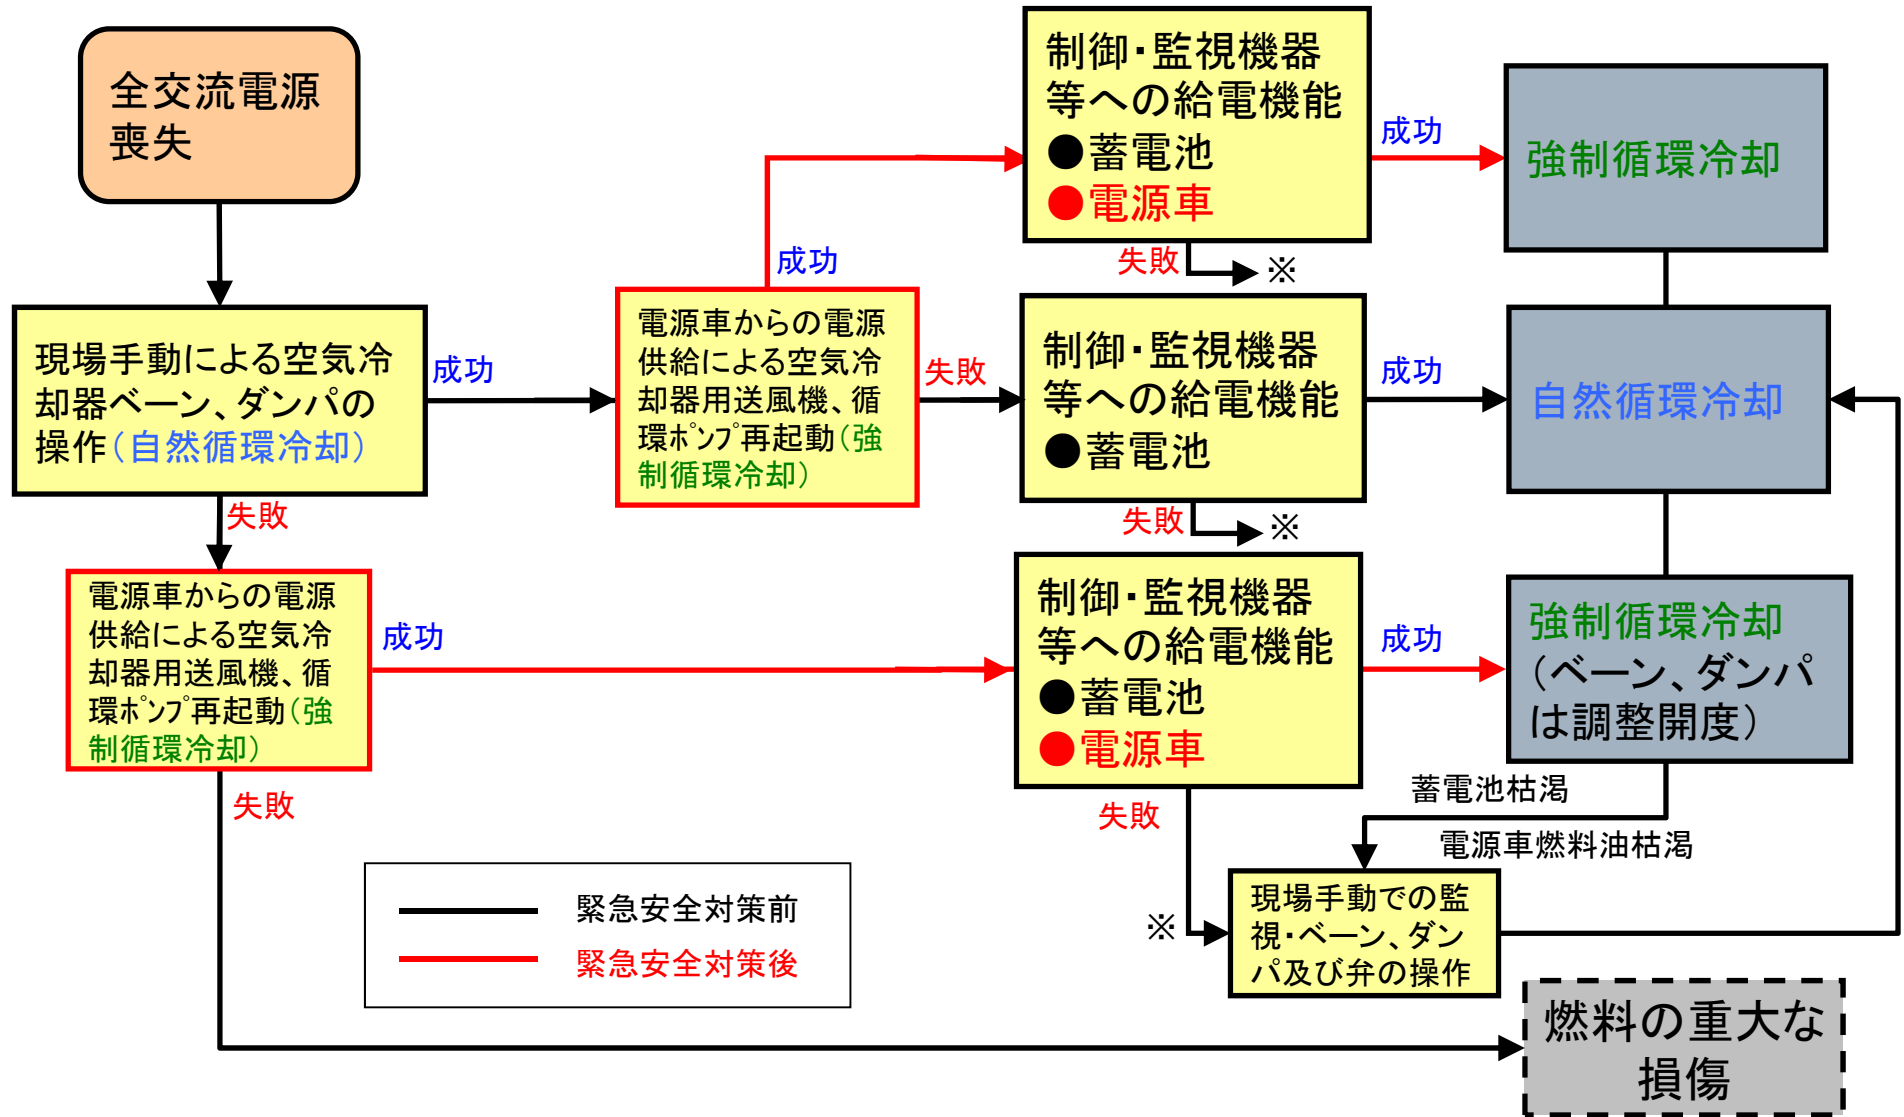 全交流電源
喪失
現場手動による空気冷
却器ベーン、ダンパの
操作(自然循環冷却)
成功
失敗
電源車からの電源
供給による空気冷
却器用送風機、循
環ﾎﾟﾝﾌﾟ再起動(強
制循環冷却)
成功
失敗
制御・監視機器
等への給電機能
●蓄電池
●電源車
成功
失敗
※
強制循環冷却
制御・監視機器
等への給電機能
●蓄電池
成功
失敗
※
自然循環冷却
電源車からの電源
供給による空気冷
却器用送風機、循
環ﾎﾟﾝﾌﾟ再起動(強
制循環冷却)
成功
失敗
制御・監視機器
等への給電機能
●蓄電池
●電源車
成功
失敗
※
強制循環冷却
(ベーン、ダンパ
は調整開度)
蓄電池枯渇
電源車燃料油枯渇
現場手動での監
視・ベーン、ダン
パ及び弁の操作
緊急安全対策前
緊急安全対策後
燃料の重大な
損傷